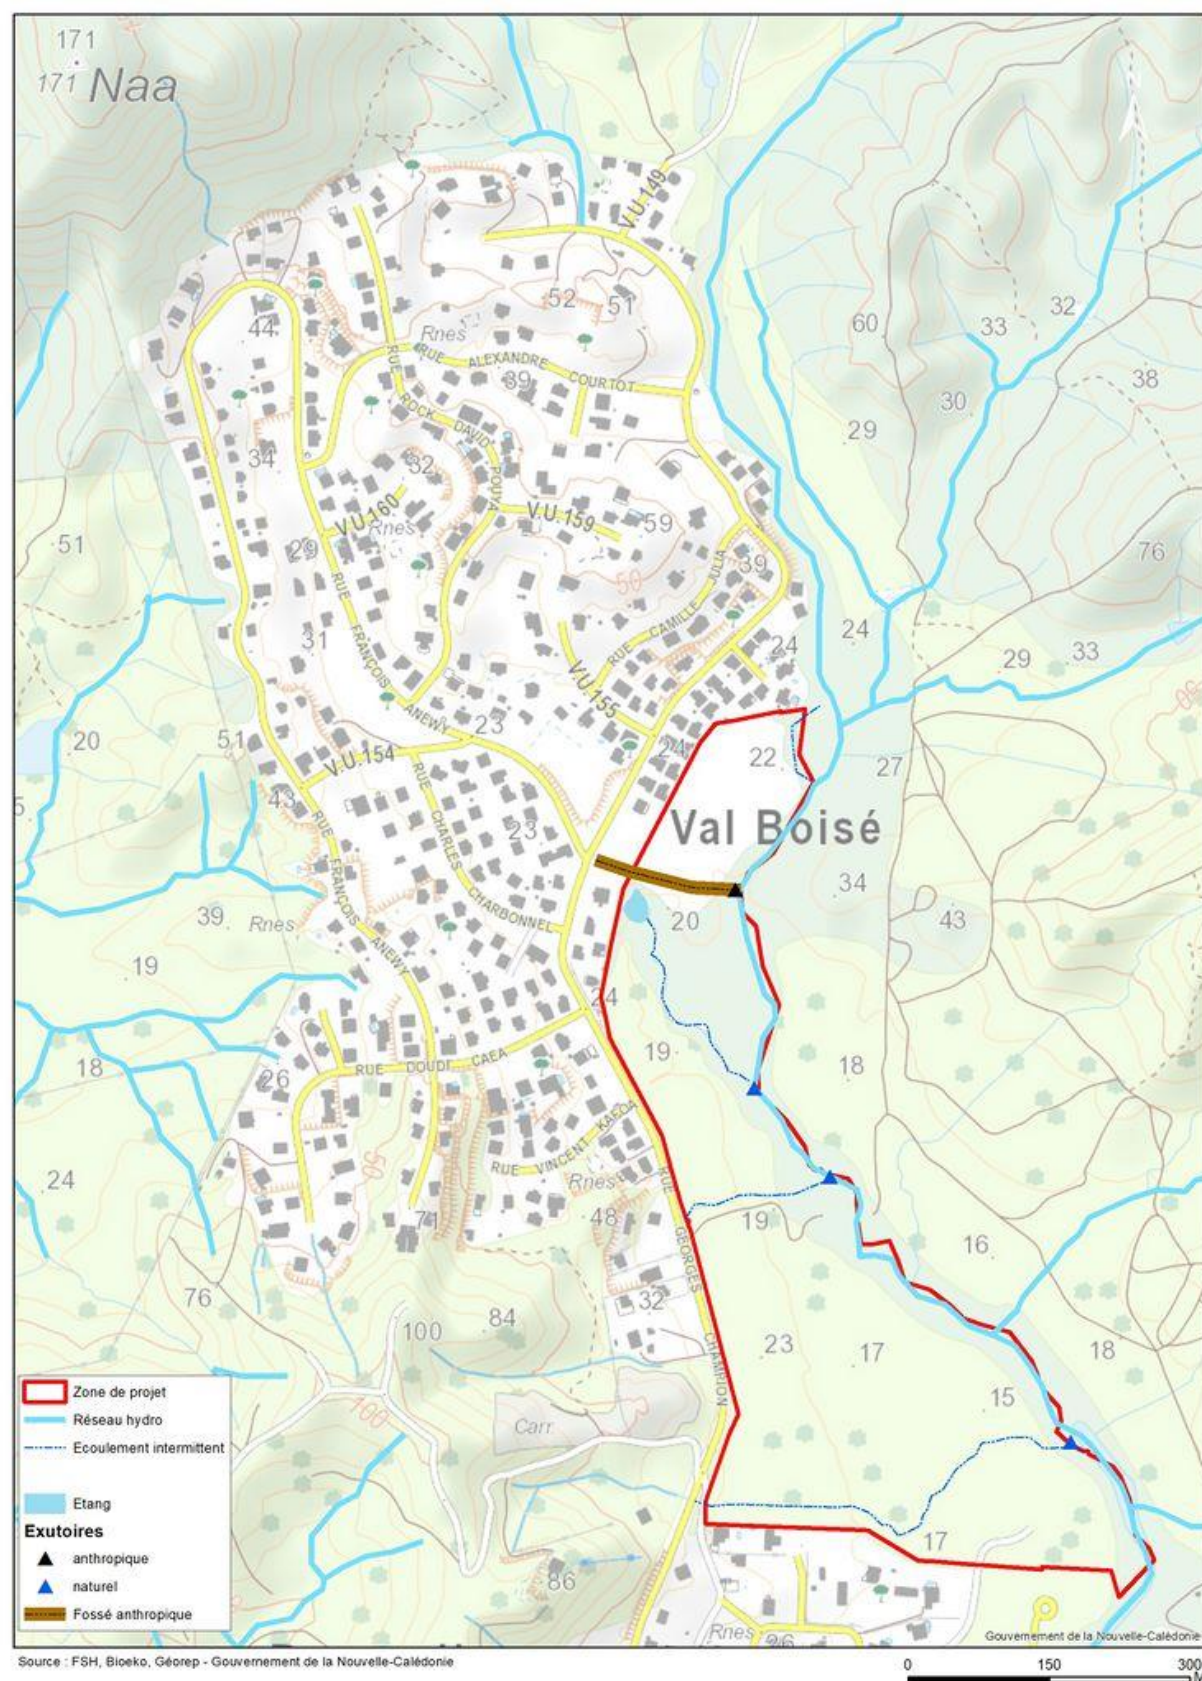 171
171 Naa
V.U.149
52
51
44
Rnes
RUE ALEXANDRE COURTOT
39
60
33
32
38
30
29
RUE ROCK DAVID POUYA
34
32
V.U.160
Rnes
V.U.159
59
51
29
50
39
76
RUE CAMILLE JULIA
31
24
24
29
33
V.U.155
RUE FRANÇOIS ANEWY
23
20
51
V.U.154
24
22
27
43
RUE CHARLES CHARBONNEL
23
Val Boisé
34
43
20
RUE FRANÇOIS ANEWY
39
Rnes
19
24
19
18
18
26
RUE DOUDI CAEA
50
24
RUE VINCENT KAEDA
Rnes
71
48
19
16
RUE GEORGES CHAMRION
76
32
84
100
23
17
18
15
100
Carr
17
86
Rnes
26
Zone de projet
Réseau hydro
Ecoulement intermittent
Etang
Exutoires
anthropique
naturel
Fossé anthropique
Gouvernement de la Nouvelle-Calédonie
Source : FSH, Bioeko, Géorep - Gouvernement de la Nouvelle-Calédonie
0 150 300